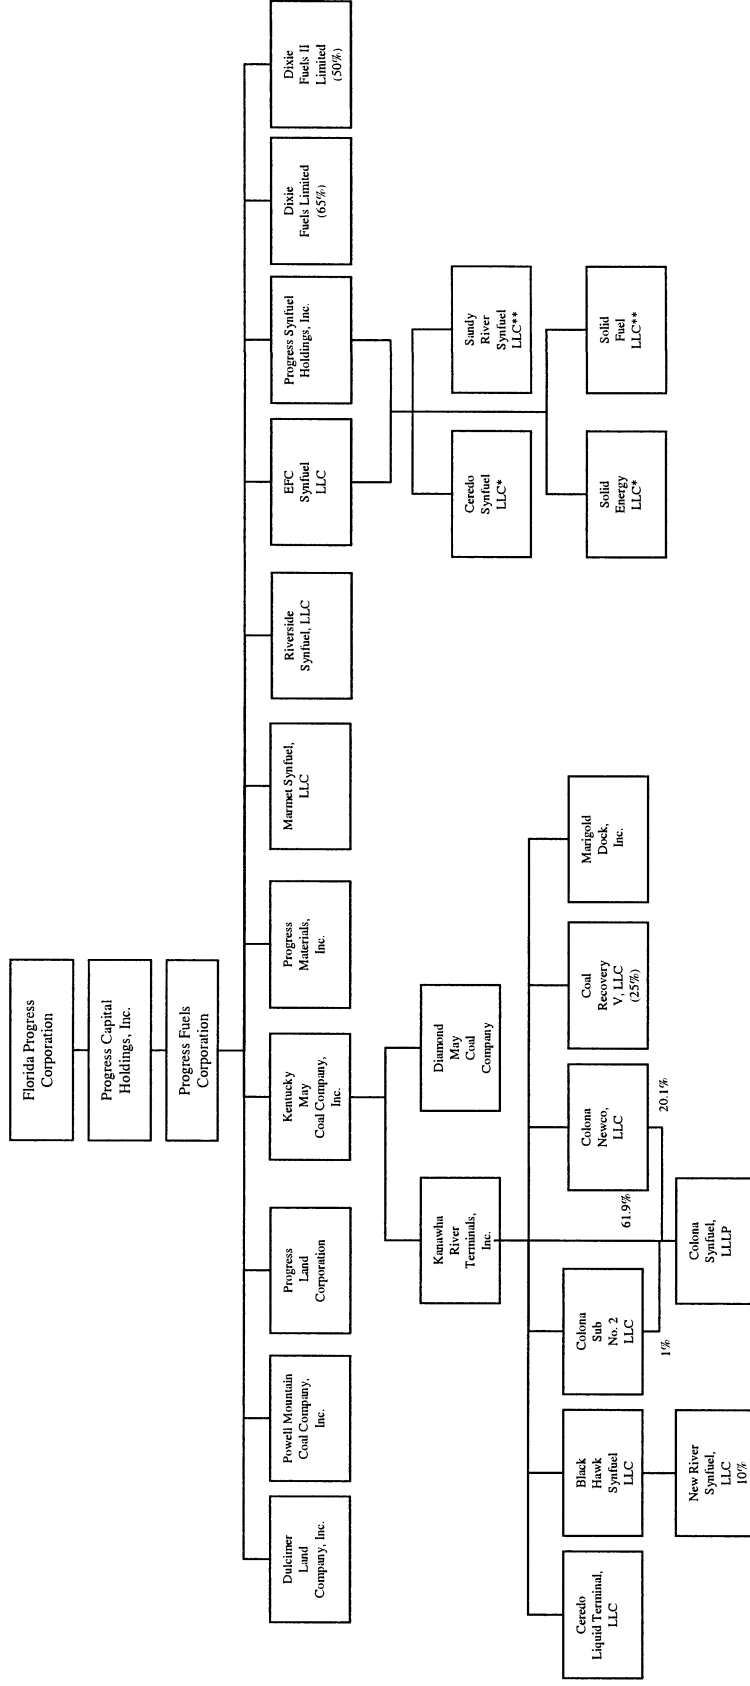 Florida Progress
Corporation
Progress Capital
Holdings, Inc.
Progress Fuels
Corporation
Dulcimer
Land
Company, Inc.
Powell Mountain
Coal Company,
Inc.
Progress
Land
Corporation
Kentucky
May
Coal Company,
Inc.
Progress
Materials,
Inc.
Marmet Synfuel,
LLC
Riverside
Synfuel, LLC
EFC
Synfuel
LLC
Progress Synfuel
Holdings, Inc.
Dixie
Fuels Limited
(65%)
Dixie
Fuels II
Limited
(50%)
Kanawha
River
Terminals,
Inc.
Diamond
May
Coal
Company
Ceredo
Synfuel
LLC*
Sandy
River
Synfuel
LLC**
Solid
Energy
LLC*
Solid
Fuel
LLC**
Ceredo
Liquid Terminal,
LLC
Black
Hawk
Synfuel
LLC
Colona
Sub
No. 2
LLC
Colona
Newco,
LLC
Coal
Recovery
V, LLC
(25%)
Marigold
Dock,
Inc.
61.9%
1%
20.1%
New River
Synfuel,
LLC
10%
Colona
Synfuel,
LLLP